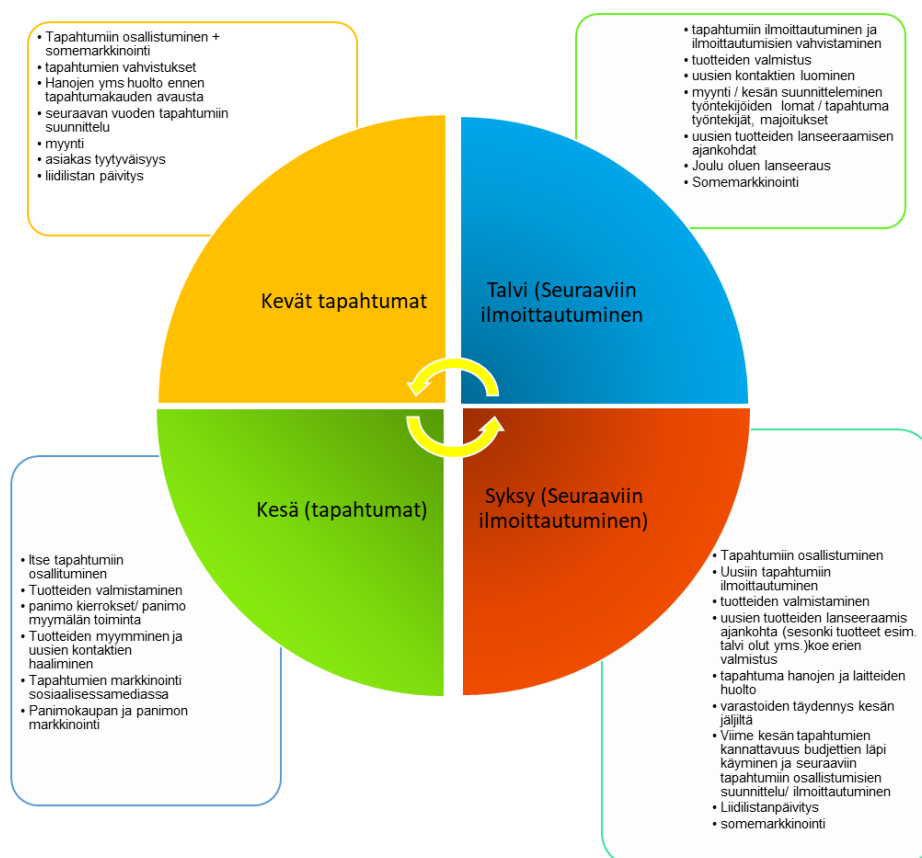 • Tapahtumiin osallistuminen +
somemarkkinointi
• tapahtumien vahvistukset
• Hanojen yms huolto ennen
tapahtumakauden avausta
• seuraavan vuoden tapahtumiin
suunnittelu
• myynti
• asiakas tyytyväisyys
• liidilistan päivitys
• tapahtumiin ilmoittautuminen ja
ilmoittautumisien vahvistaminen
• tuotteiden valmistus
• uusien kontaktien luominen
• myynti / kesän suunnitteleminen
työntekijöiden lomat / tapahtuma
työntekijät, majoitukset
• uusien tuotteiden lanseeraamisen
ajankohdat
• Joulu oluen lanseeraus
• Somemarkkinointi
Kevät tapahtumat
Talvi (Seuraaviin
ilmoittautuminen
Kesä (tapahtumat)
Syksy (Seuraaviin
ilmoittautuminen)
• Itse tapahtumiin
osallituminen
• Tuotteiden valmistaminen
• panimo kierrokset/ panimo
myymälän toiminta
• Tuotteiden myymminen ja
uusien kontaktien
haaliminen
• Tapahtumien markkinointi
sosiaalisessamediassa
• Panimokaupan ja panimon
markkinointi
• Tapahtumiin osallistuminen
• Uusiin tapahtumiin
ilmoittautuminen
• tuotteiden valmistaminen
• uusien tuotteiden lanseeraamis
ajankohta (sesonki tuotteet esim.
talvi olut yms.)koe erien
valmistus
• tapahtuma hanojen ja laitteiden
huolto
• varastoiden täydennys kesän
jäljiltä
• Viime kesän tapahtumien
kannattavuus budjettien läpi
käyminen ja seuraaviin
tapahtumiin osallistumisien
suunnittelu/ ilmoittautuminen
• Liidilistanpäivitys
• somemarkkinointi